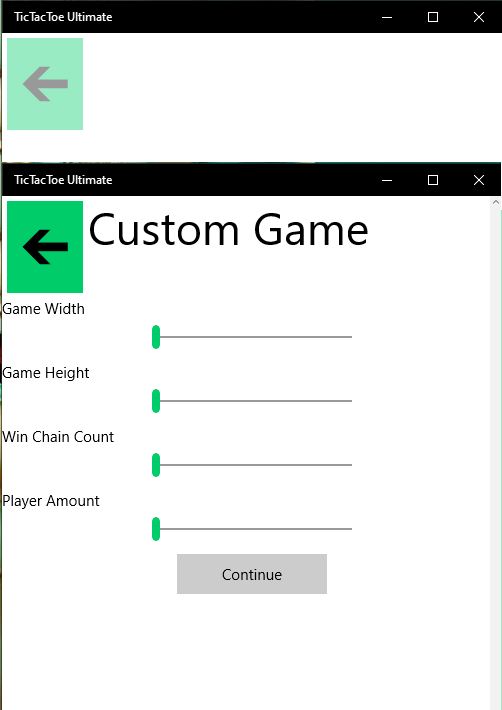 TicTacToe Ultimate
TicTacToe Ultimate
Custom Game
Game Width
Game Height
Win Chain Count
Player Amount
Continue